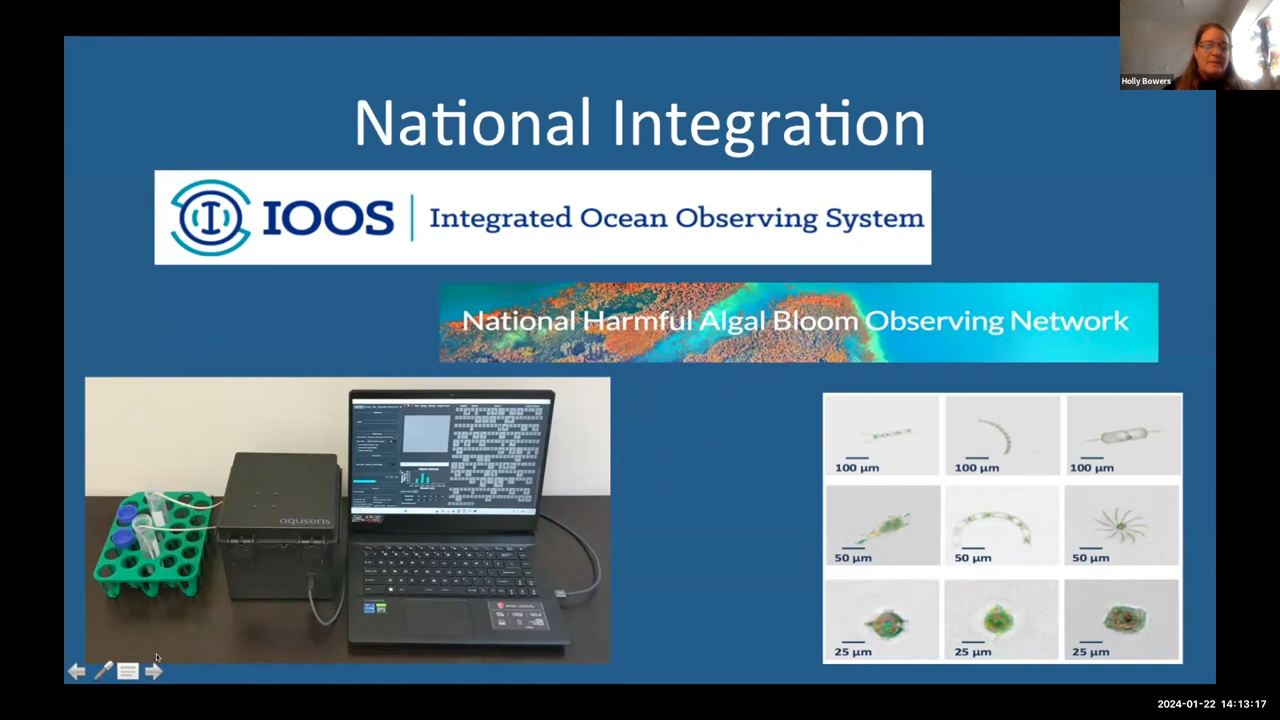 Holly Bowers
National Integration
IOOS | Integrated Ocean Observing System
National Harmful Algal Bloom Observing Network
aqusens
100 µm
100 µm
100 µm
50 µm
50 µm
50 µm
25 µm
25 µm
25 µm
2024-01-22 14:13:17